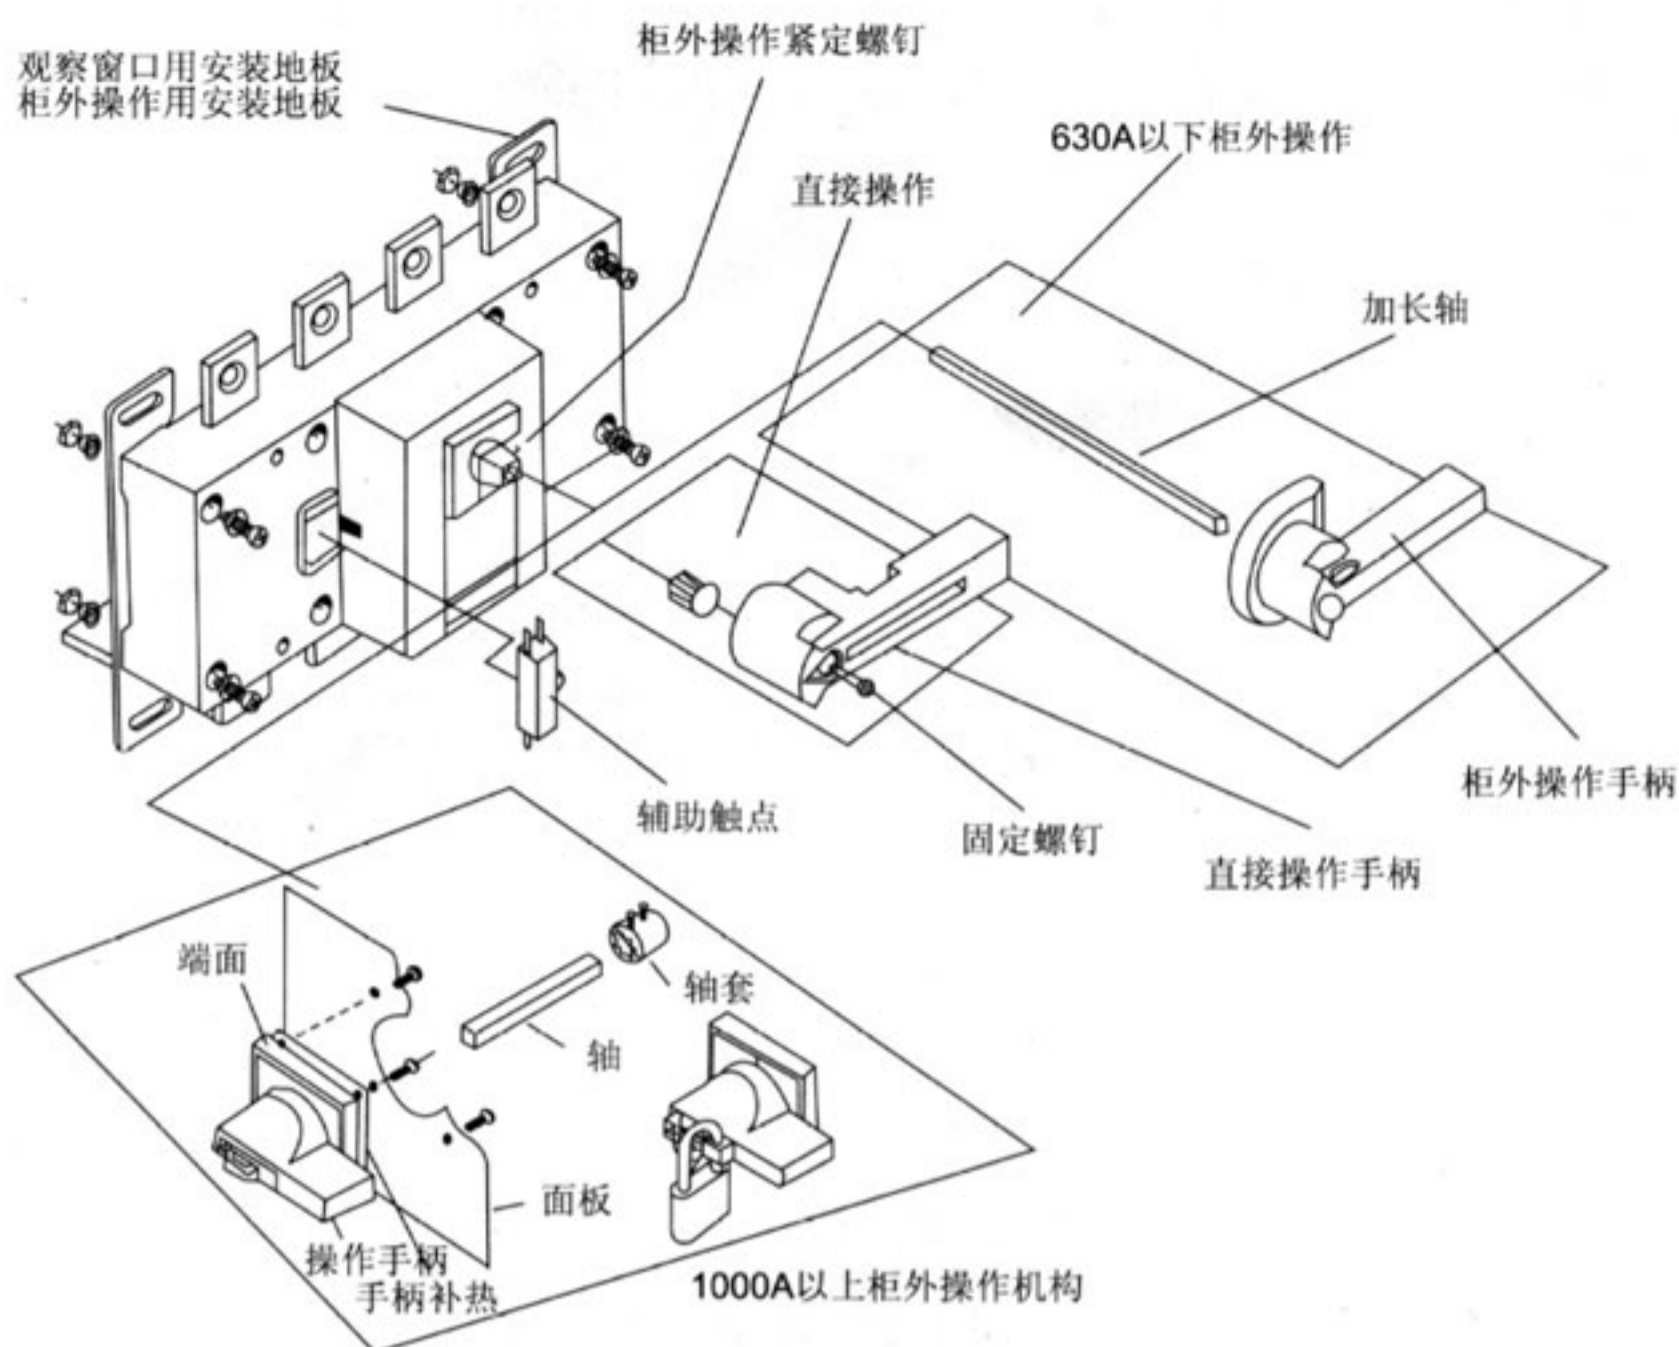 柜外操作紧定螺钉
观察窗口用安装地板
柜外操作用安装地板
630A以下柜外操作
直接操作
加长轴
柜外操作手柄
辅助触点
固定螺钉
直接操作手柄
端面
轴套
轴
面板
操作手柄
手柄补热
1000A以上柜外操作机构